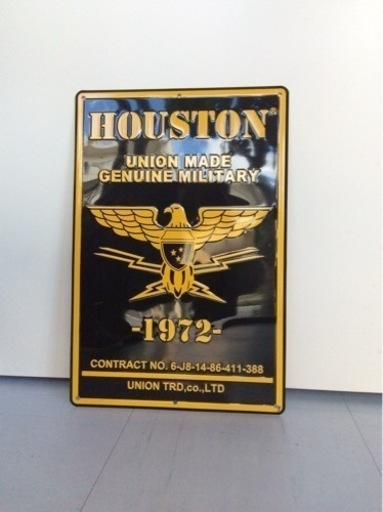 HOUSTON®
UNION MADE
GENUINE MILITARY
-1972-
CONTRACT NO. 6-J8-14-86-411-388
UNION TRD,co.,LTD